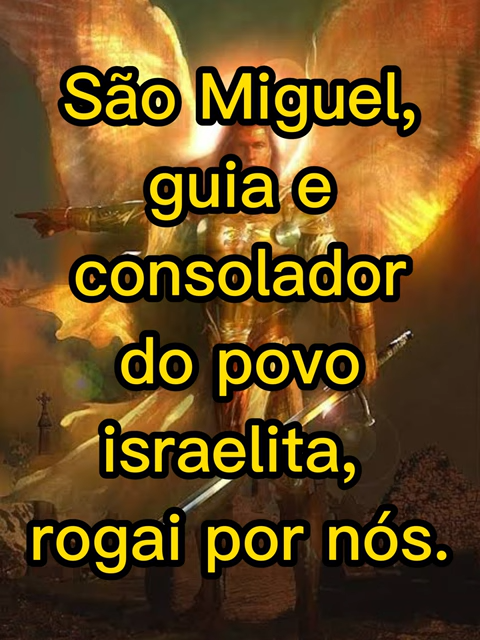 São Miguel,
guia e
consolador
do povo
israelita,
rogai por nós.